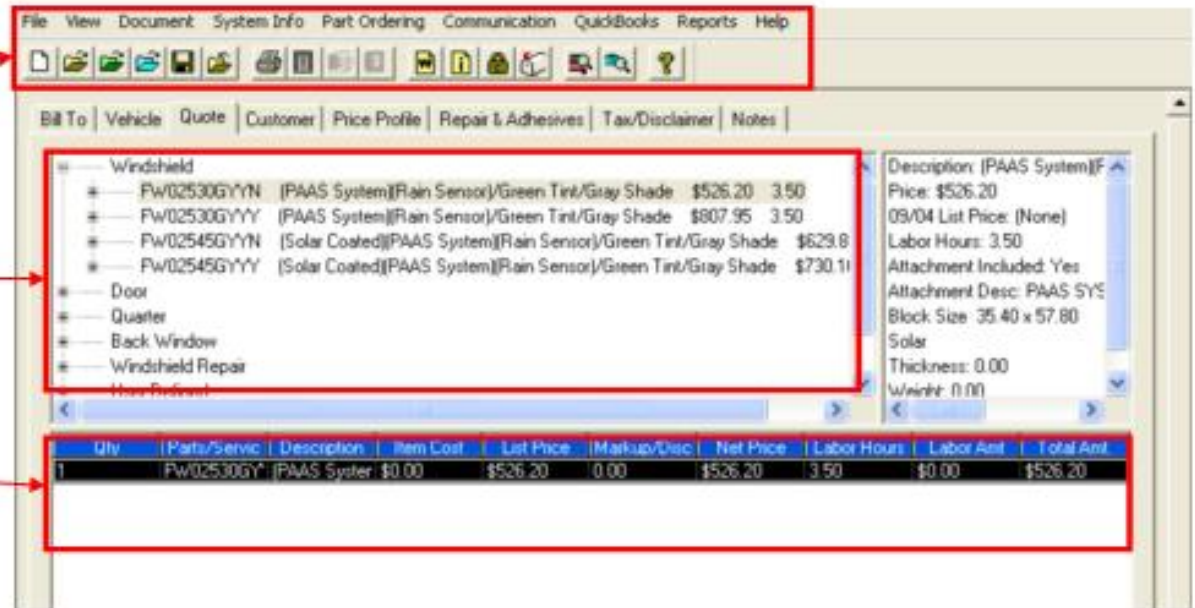 File View Document System Info Part Ordering Communication QuickBooks Reports Help
Bill To Vehicle Quote Customer Price Profile Repair & Adhesives Tax/Disclaimer Notes
Windshield
FW02530GYYN (PAAS System)(Rain Sensor)/Green Tint/Gray Shade $526.20 3.50
FW02530GYYY (PAAS System)(Rain Sensor)/Green Tint/Gray Shade $807.95 3.50
FW02545GYYN (Solar Coated)(PAAS System)(Rain Sensor)/Green Tint/Gray Shade $629.8
FW02545GYYY (Solar Coated)(PAAS System)(Rain Sensor)/Green Tint/Gray Shade $730.1
Door
Quarter
Back Window
Windshield Repair
User Defined
Description: (PAAS System)(F
Price: $526.20
09/04 List Price: (None)
Labor Hours: 3.50
Attachment Included: Yes
Attachment Desc: PAAS SYS
Block Size 35.40 x 57.80
Solar
Thickness: 0.00
Weight: 0.00
Qty Parts/Servic Description Item Cost List Price Markup/Disc Net Price Labor Hours Labor Amt Total Amt
1 FW02530GY (PAAS System $0.00 $526.20 0.00 $526.20 3.50 $0.00 $526.20